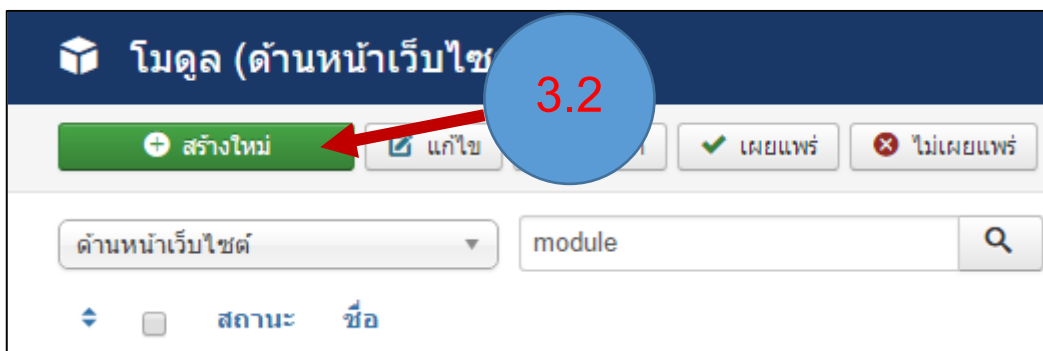 โมดูล (ด้านหน้าเว็บไซ
3.2
สร้างใหม่ แก้ไข เผยแพร่ ไม่เผยแพร่
ด้านหน้าเว็บไซต์ module
สถานะ ชื่อ